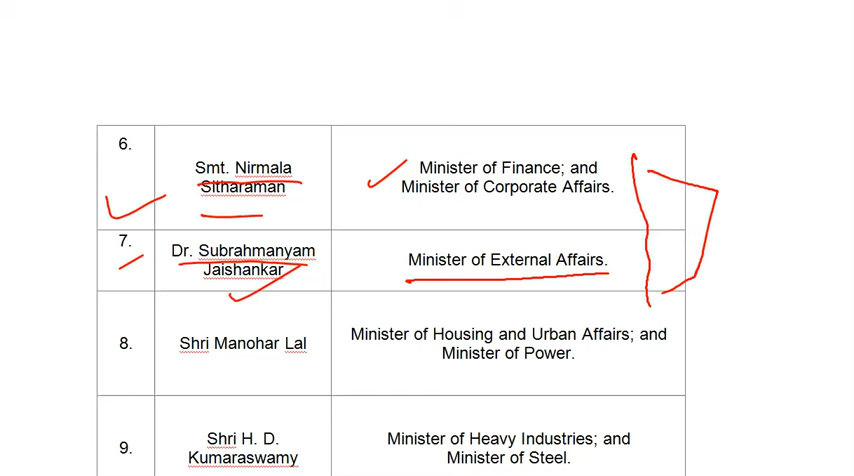 6.
Smt. Nirmala
Sitharaman
Minister of Finance; and
Minister of Corporate Affairs.
7.
Dr. Subrahmanyam
Jaishankar
Minister of External Affairs.
8.
Shri Manohar Lal
Minister of Housing and Urban Affairs; and
Minister of Power.
9.
Shri H. D.
Kumaraswamy
Minister of Heavy Industries; and
Minister of Steel.